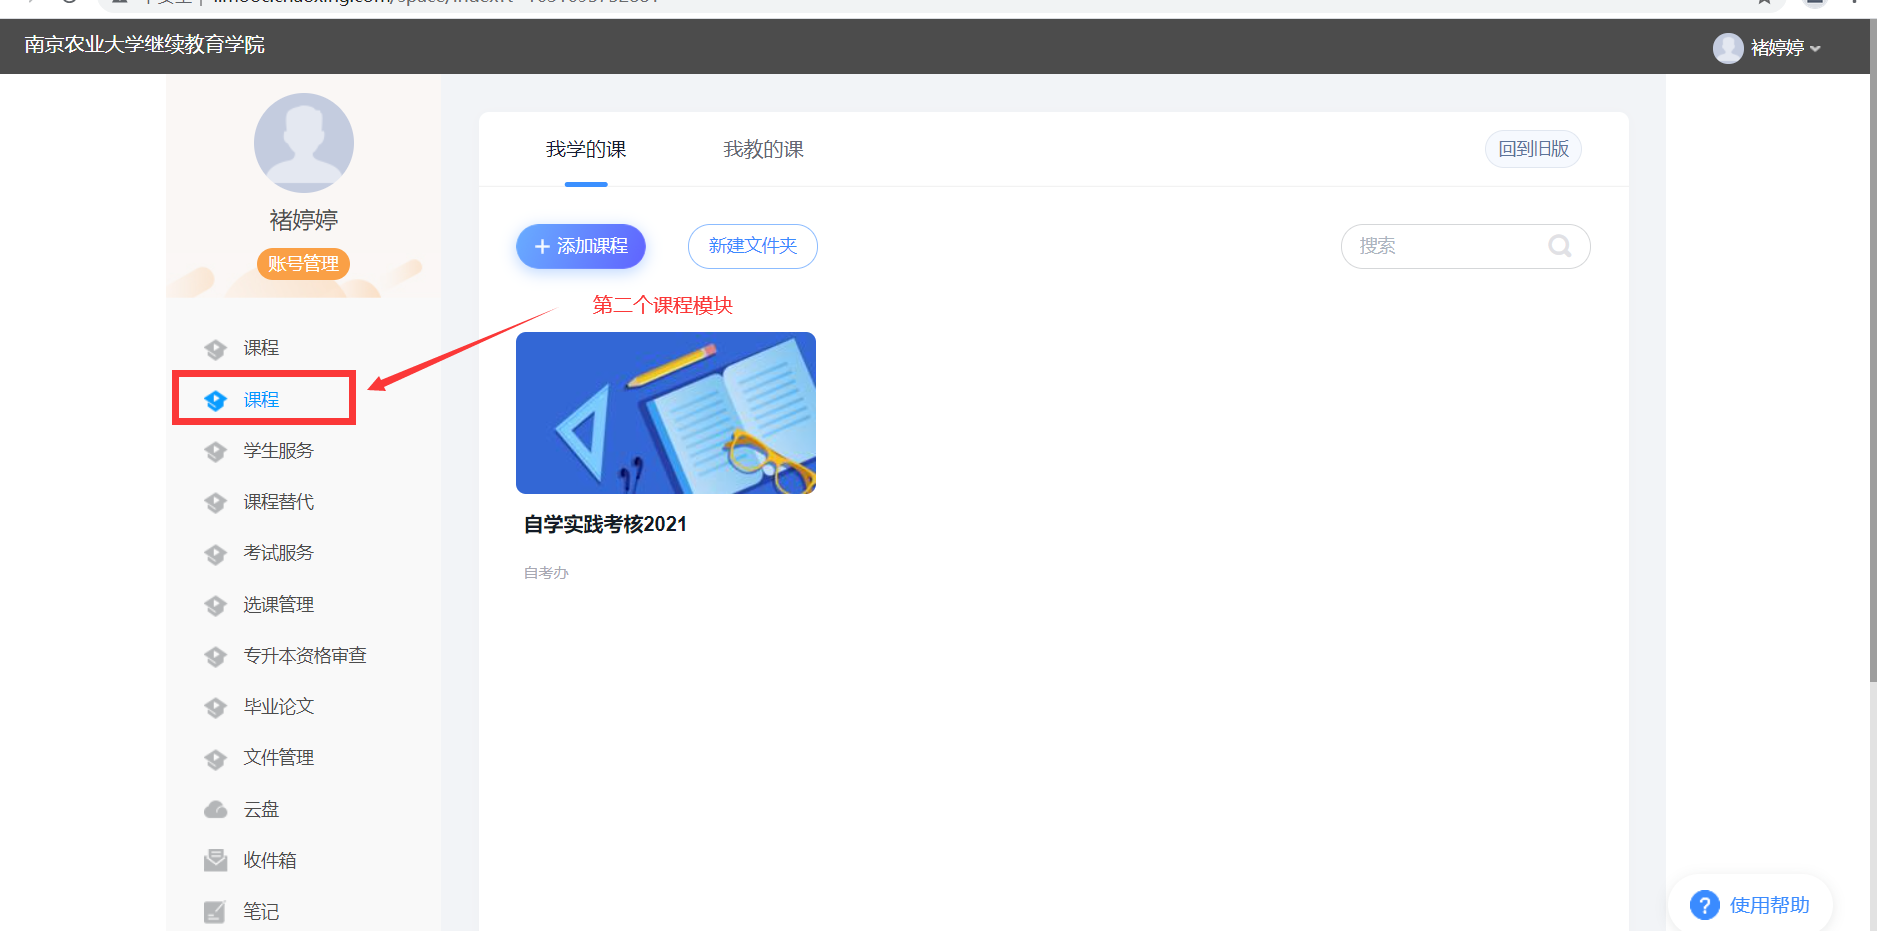 南京农业大学继续教育学院
褚婷婷
褚婷婷
账号管理
课程
课程
学生服务
课程替代
考试服务
选课管理
专升本资格审查
毕业论文
文件管理
云盘
收件箱
笔记
我学的课
我教的课
回到旧版
+ 添加课程
新建文件夹
搜索
第二个课程模块
自学实践考核2021
自考办
? 使用帮助